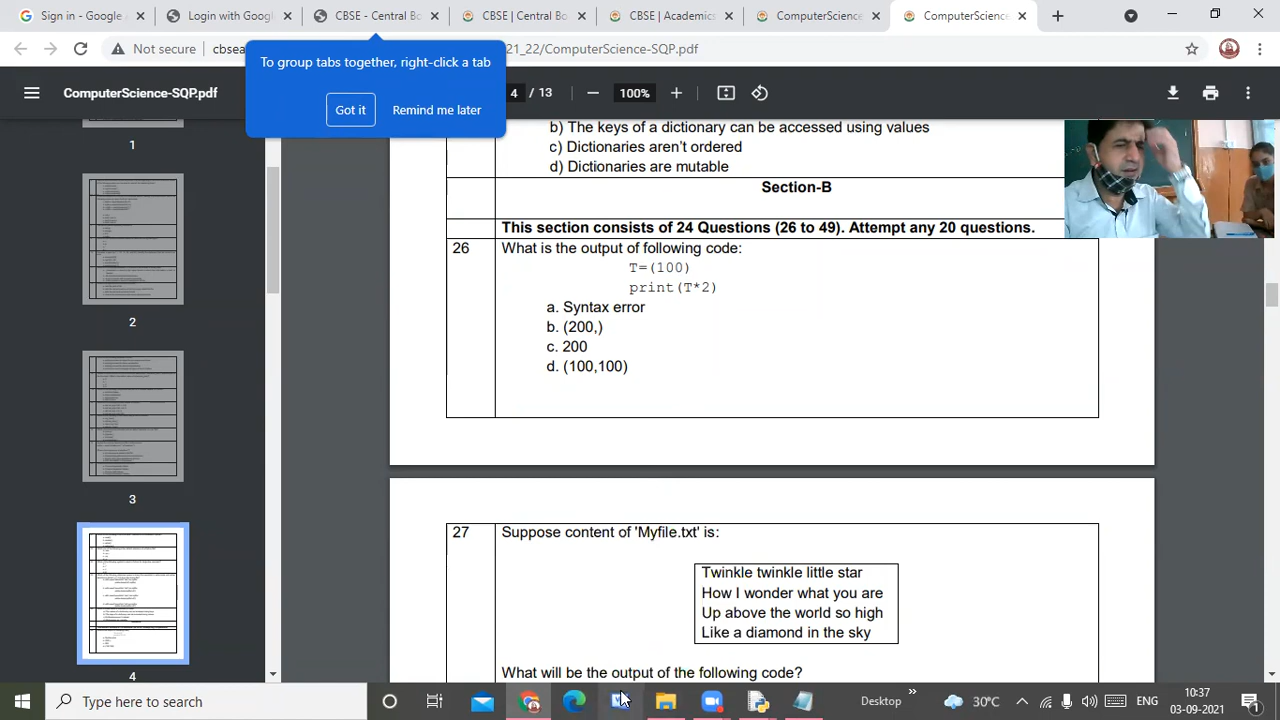 Sign in - Google
Login with Goog
CBSE - Central Bo
CBSE | Central Bo
CBSE | Academics
ComputerScience
ComputerScience
Not secure
cbsea
21_22/ComputerScience-SQP.pdf
To group tabs together, right-click a tab
Got it
Remind me later
ComputerScience-SQP.pdf
4 / 13
100%
1
2
3
4
b) The keys of a dictionary can be accessed using values
c) Dictionaries aren't ordered
d) Dictionaries are mutable
Section-B
This section consists of 24 Questions (26 to 49). Attempt any 20 questions.
26
What is the output of following code:
T=(100)
print(T*2)
a. Syntax error
b. (200,)
c. 200
d. (100,100)
27
Suppose content of 'Myfile.txt' is:
Twinkle twinkle little star
How I wonder what you are
Up above the world so high
Like a diamond in the sky
What will be the output of the following code?
Type here to search
Desktop
30°C
ENG
10:37
03-09-2021
1